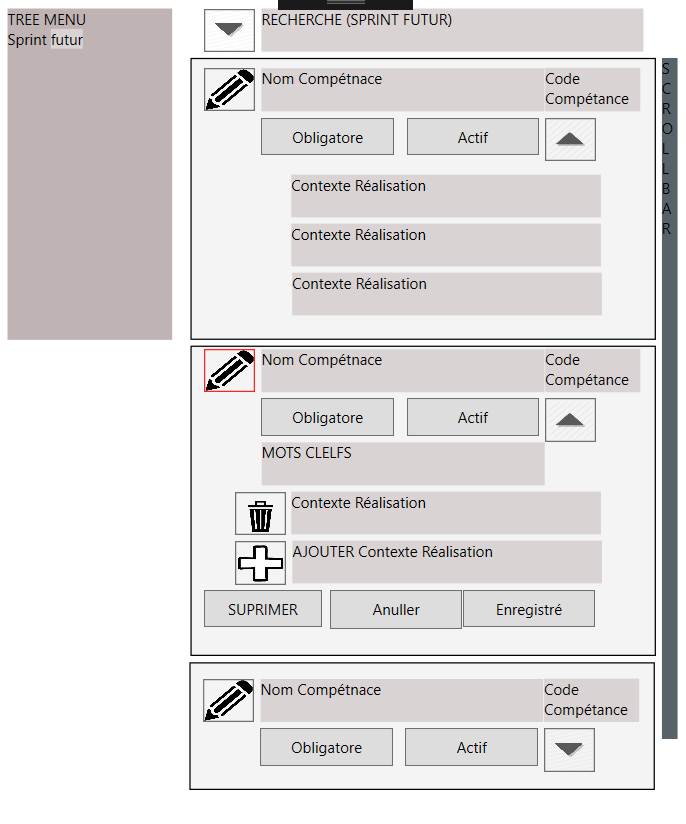 TREE MENU
Sprint futur
RECHERCHE (SPRINT FUTUR)
Nom Compétnace
Code
Compétance
Obligatore
Actif
Contexte Réalisation
Contexte Réalisation
Contexte Réalisation
Nom Compétnace
Code
Compétance
Obligatore
Actif
MOTS CLELFS
Contexte Réalisation
AJOUTER Contexte Réalisation
SUPRIMER
Anuller
Enregistré
Nom Compétnace
Code
Compétance
Obligatore
Actif
S
C
R
O
L
L
B
A
R